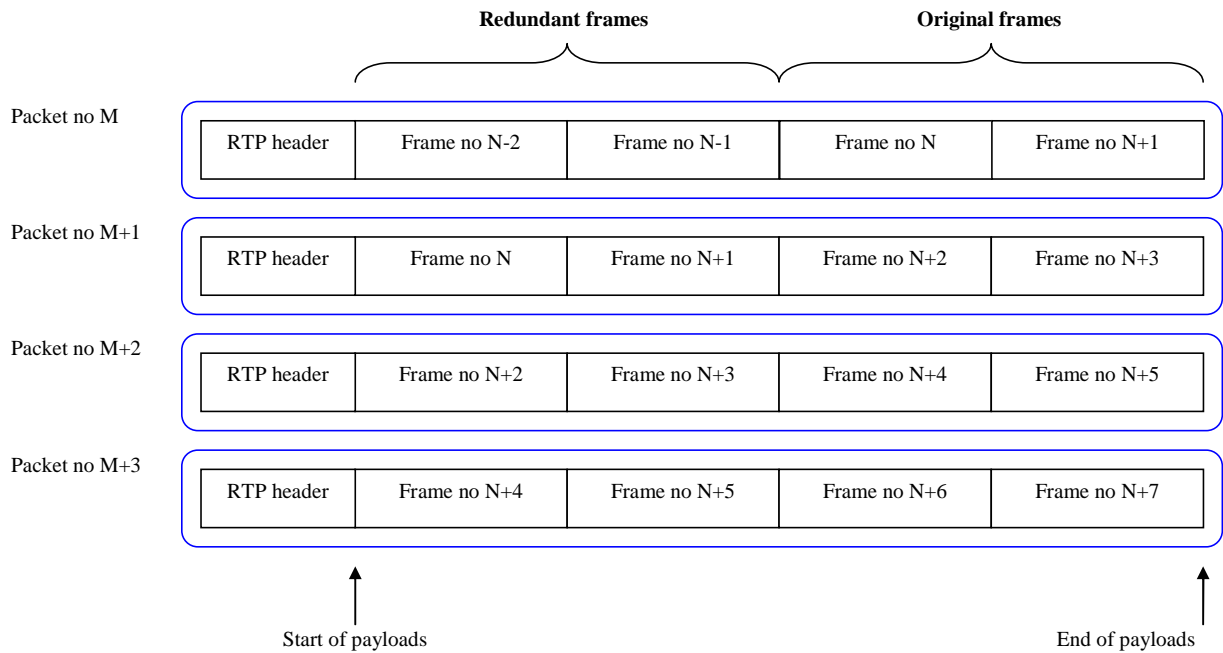 Redundant frames Original frames
Packet no M
RTP header Frame no N-2 Frame no N-1 Frame no N Frame no N+1
Packet no M+1
RTP header Frame no N Frame no N+1 Frame no N+2 Frame no N+3
Packet no M+2
RTP header Frame no N+2 Frame no N+3 Frame no N+4 Frame no N+5
Packet no M+3
RTP header Frame no N+4 Frame no N+5 Frame no N+6 Frame no N+7
Start of payloads End of payloads